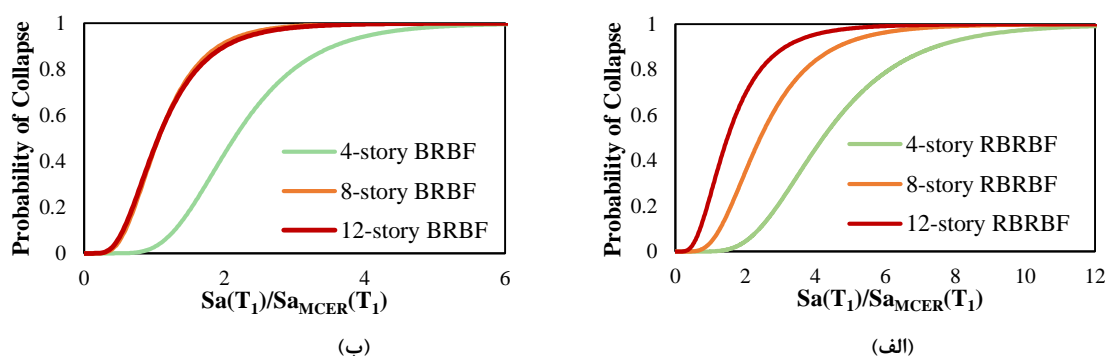 Probability of Collapse
1
0.8
0.6
0.4
0.2
0
4-story BRBF
8-story BRBF
12-story BRBF
0
2
4
6
Sa(T1)/SaMCER(T1)
(ب)
Probability of Collapse
1
0.8
0.6
0.4
0.2
0
4-story RBRBF
8-story RBRBF
12-story RBRBF
0
2
4
6
8
10
12
Sa(T1)/SaMCER(T1)
(الف)